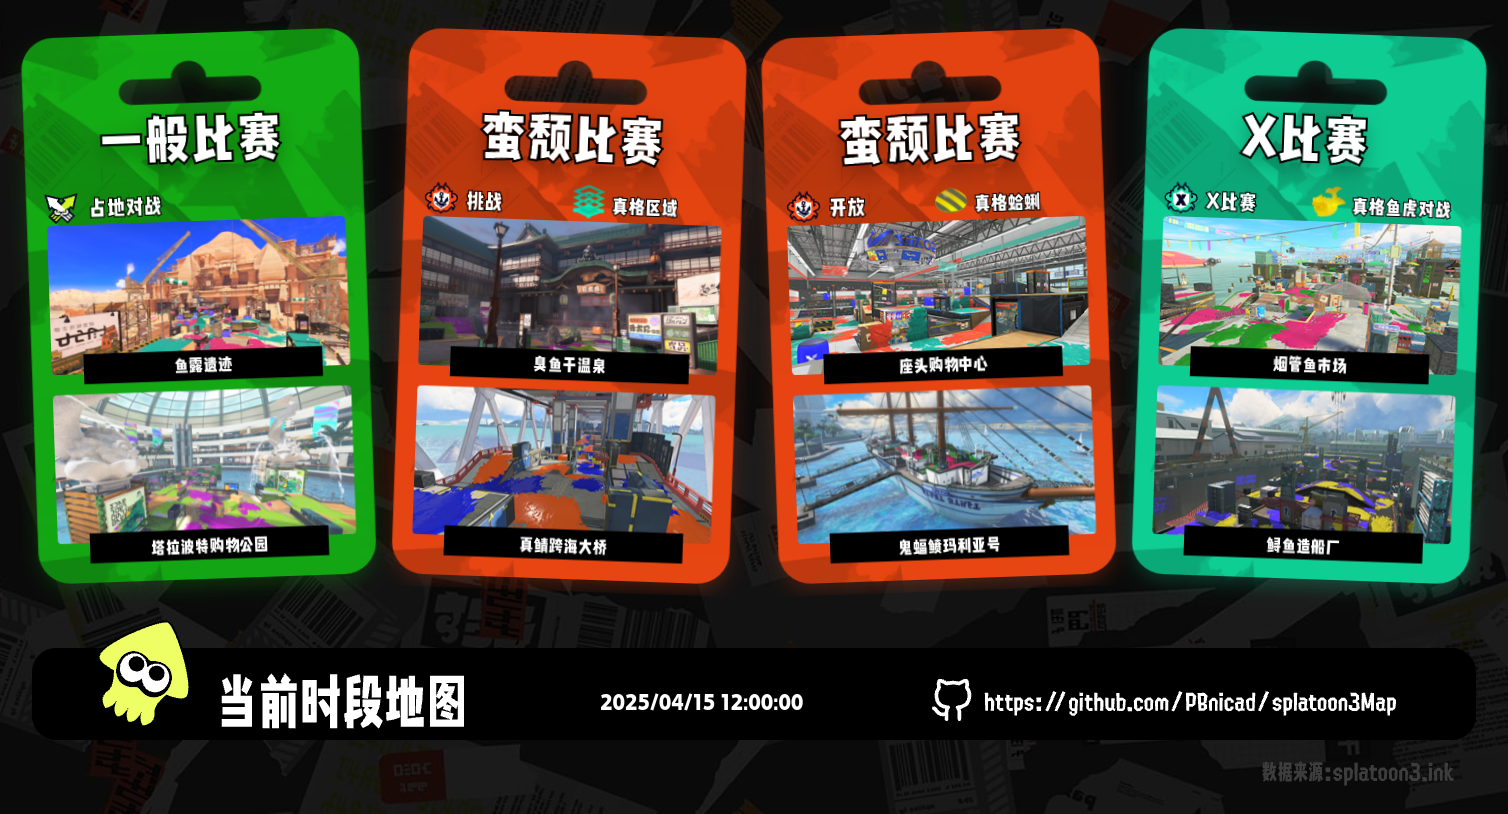 一般比赛
占地对战
鱼露遗迹
塔拉波特购物公园
蛮颓比赛
挑战
真格区域
臭鱼干温泉
真鲭跨海大桥
蛮颓比赛
开放
真格蛤蜊
座头购物中心
鬼蝠鲼玛利亚号
X比赛
X比赛
真格鱼虎对战
烟管鱼市场
鲟鱼造船厂
当前时段地图
2025/04/15 12:00:00
https://github.com/PBnicad/splatoon3Map
数据来源:splatoon3.ink